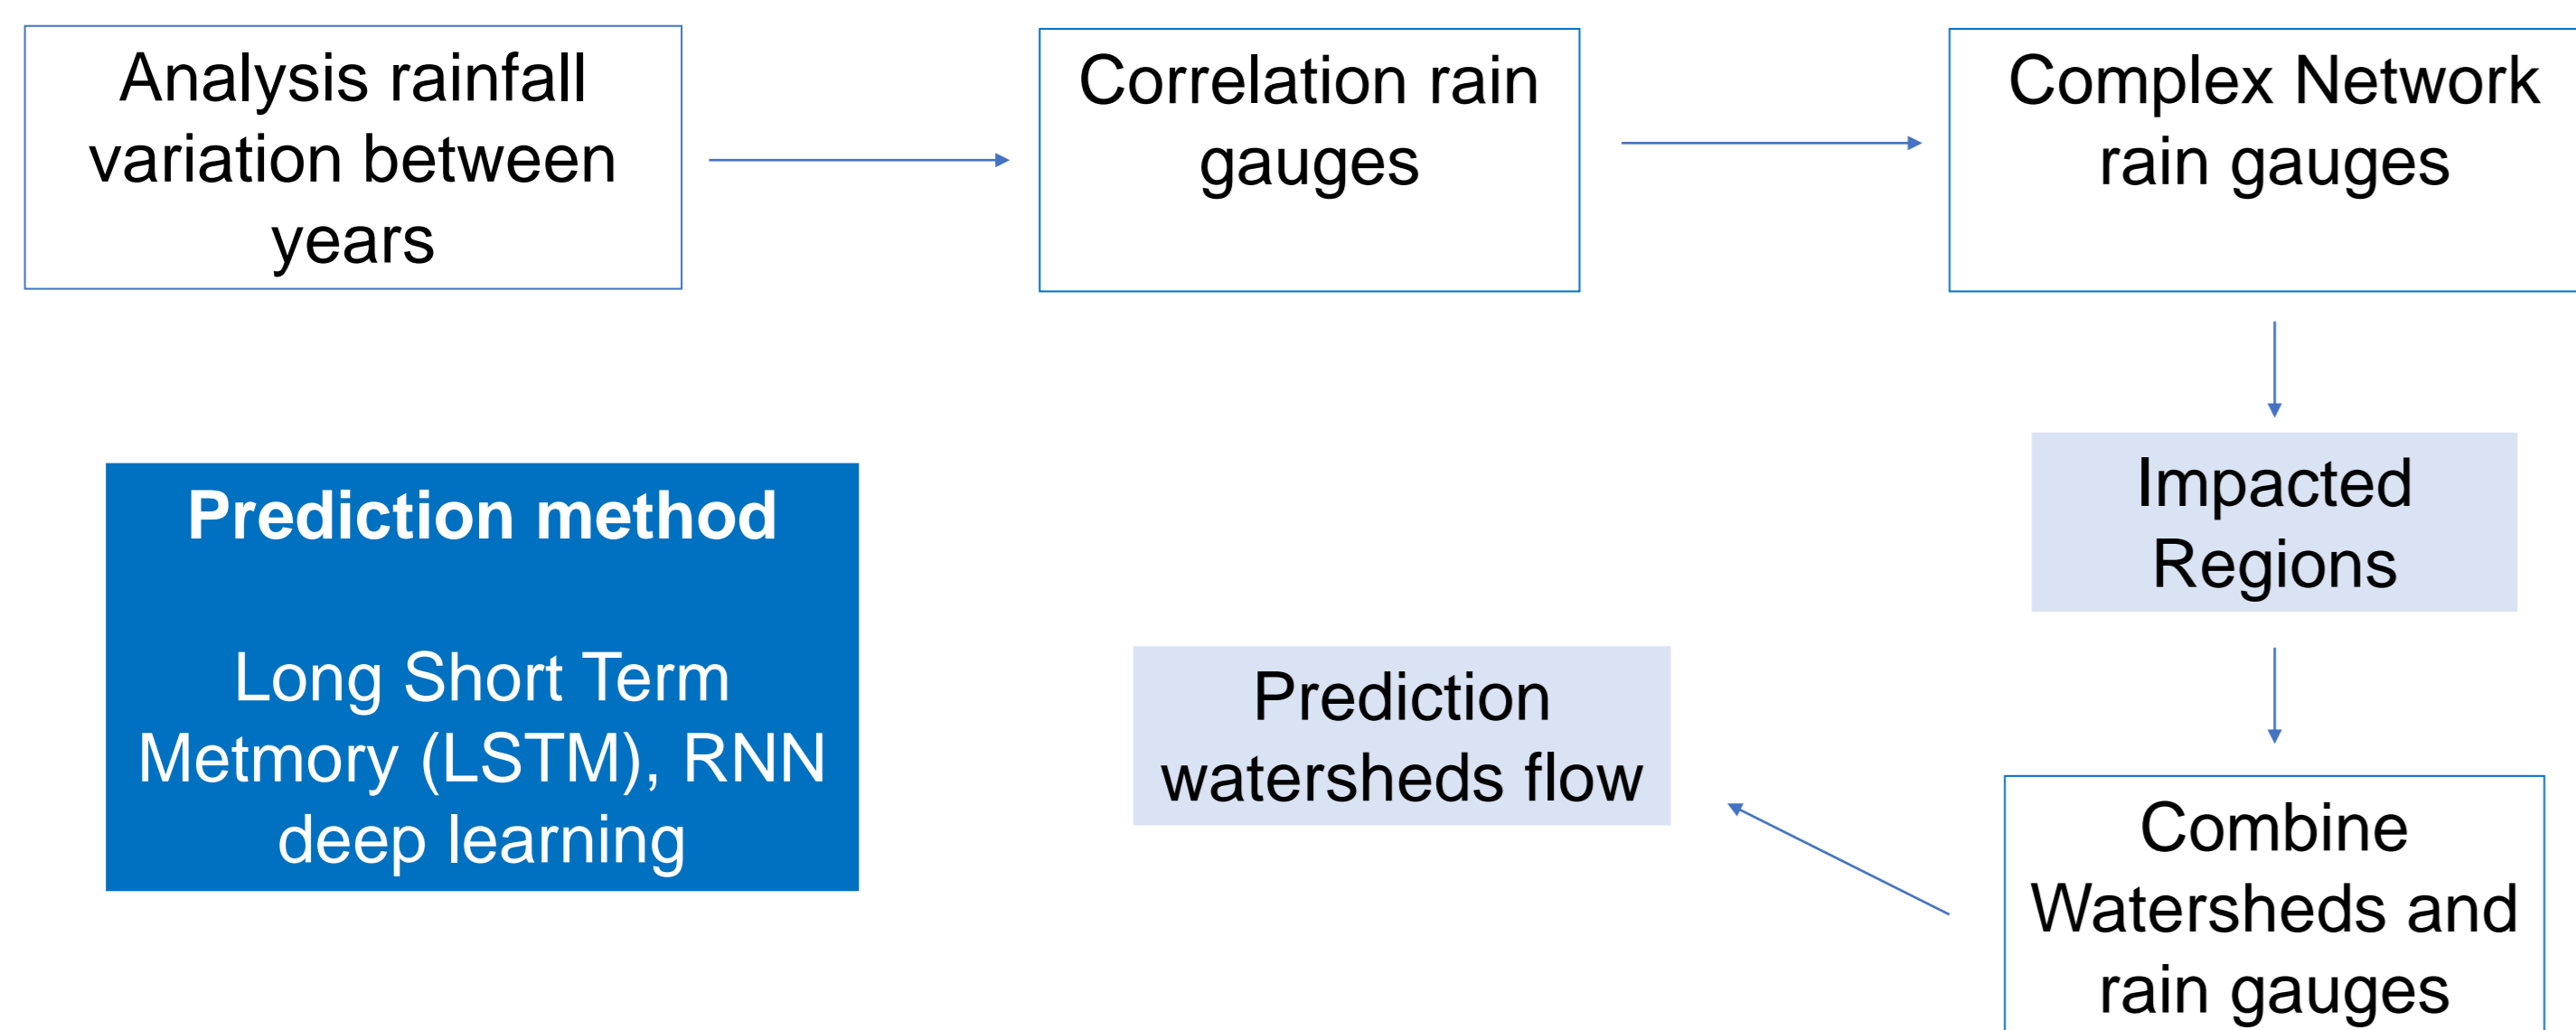 Analysis rainfall
variation between
years
Correlation rain
gauges
Complex Network
rain gauges
Impacted
Regions
Combine
Watersheds and
rain gauges
Prediction
watersheds flow
Prediction method
Long Short Term
Metmory (LSTM), RNN
deep learning